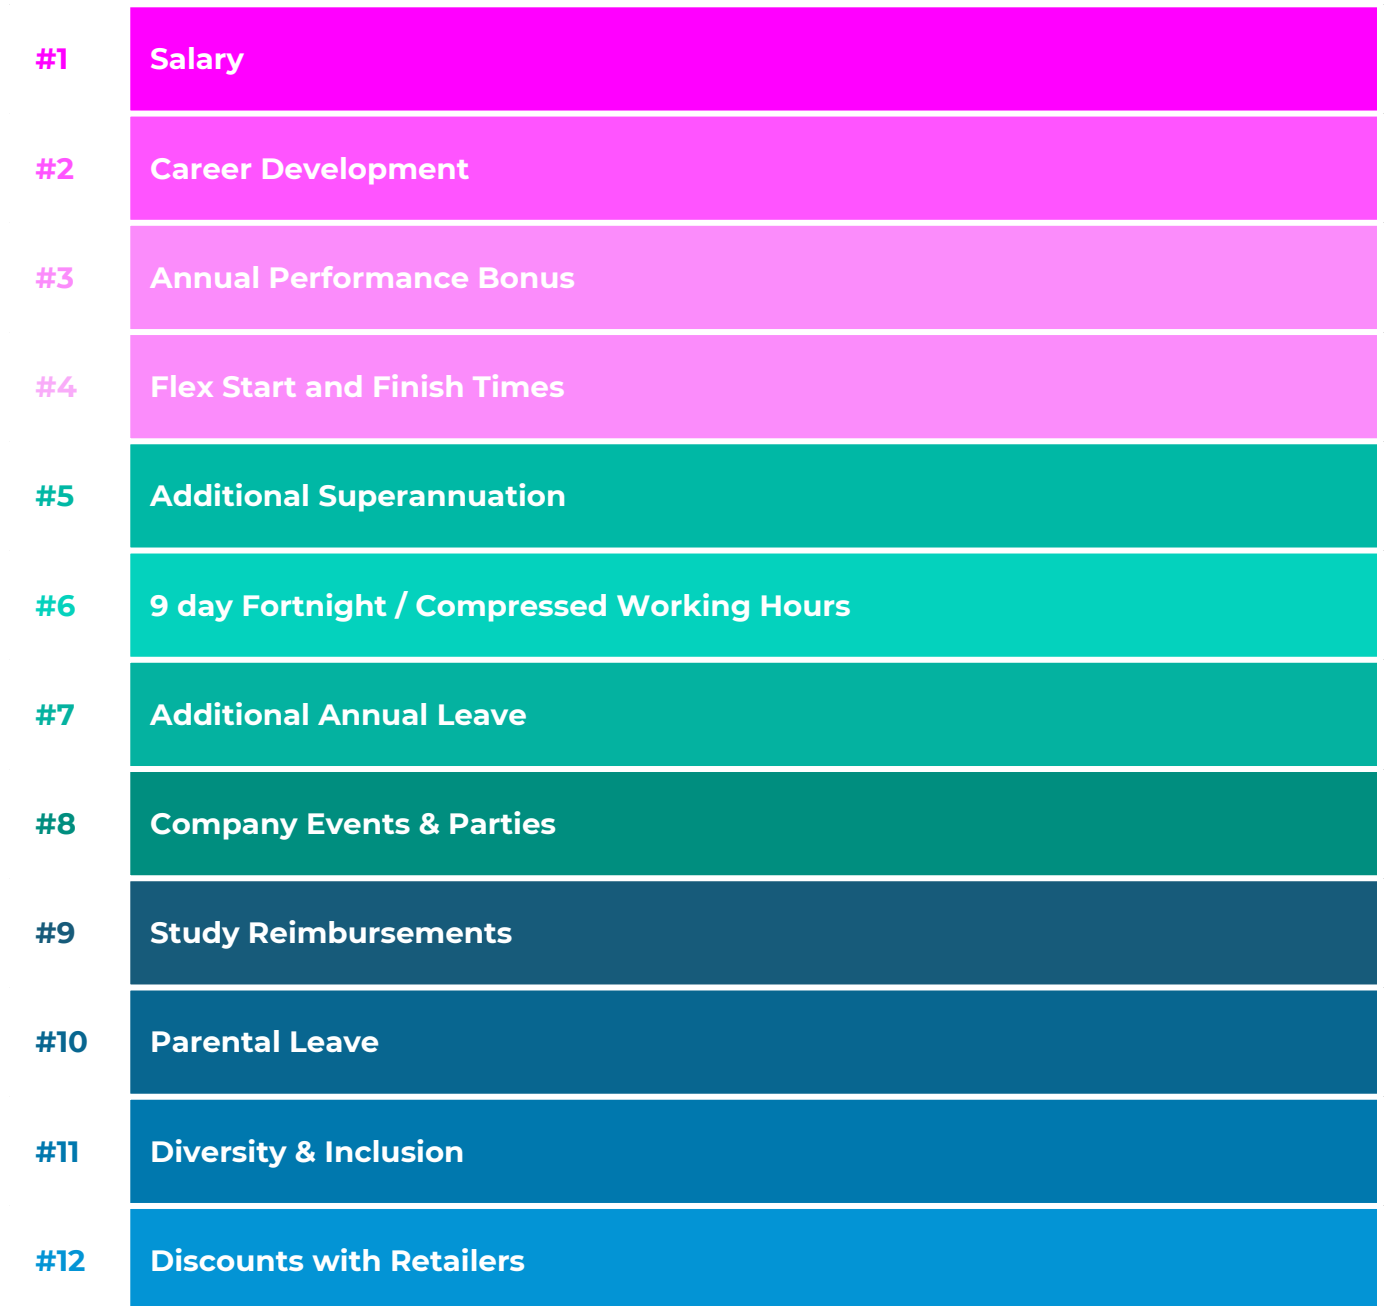 #1 Salary
#2 Career Development
#3 Annual Performance Bonus
#4 Flex Start and Finish Times
#5 Additional Superannuation
#6 9 day Fortnight / Compressed Working Hours
#7 Additional Annual Leave
#8 Company Events & Parties
#9 Study Reimbursements
#10 Parental Leave
#11 Diversity & Inclusion
#12 Discounts with Retailers